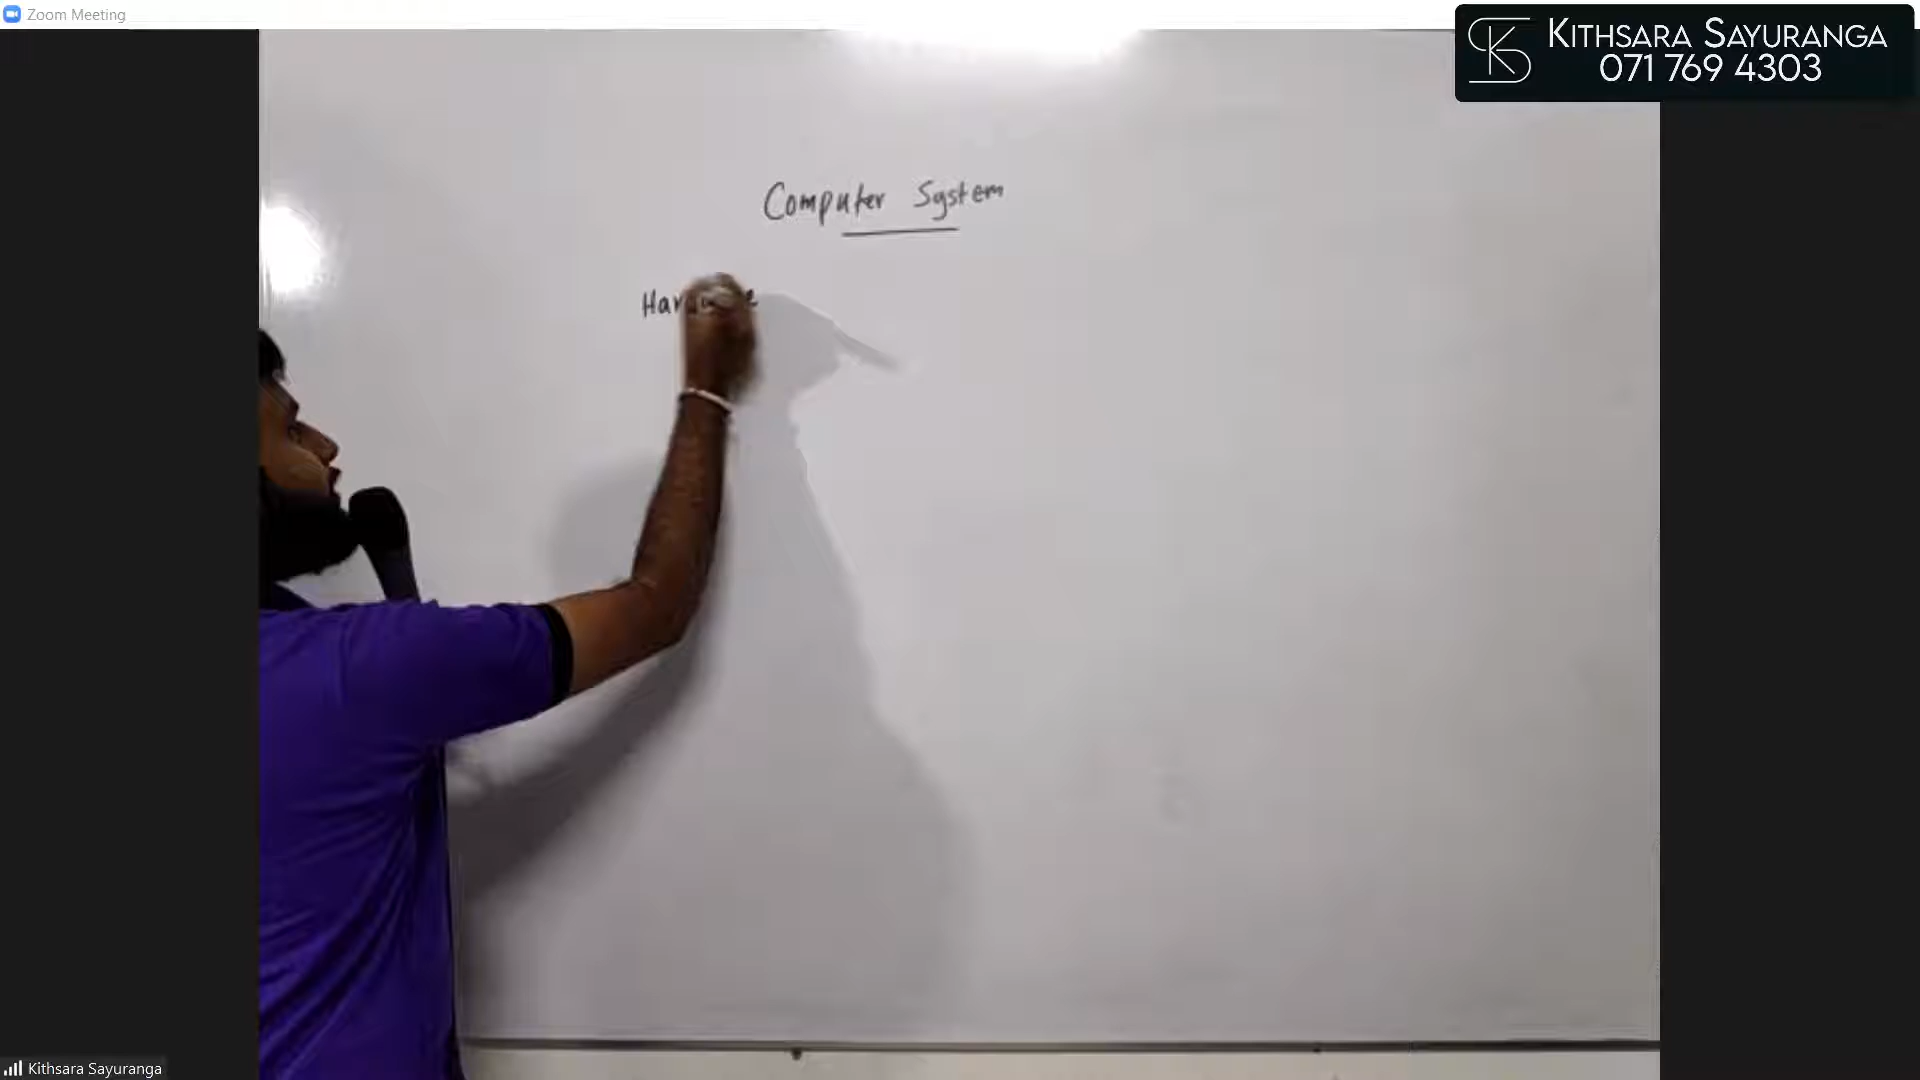 Zoom Meeting
KITHSARA SAYURANGA
071 769 4303
Computer System
Kithsara Sayuranga